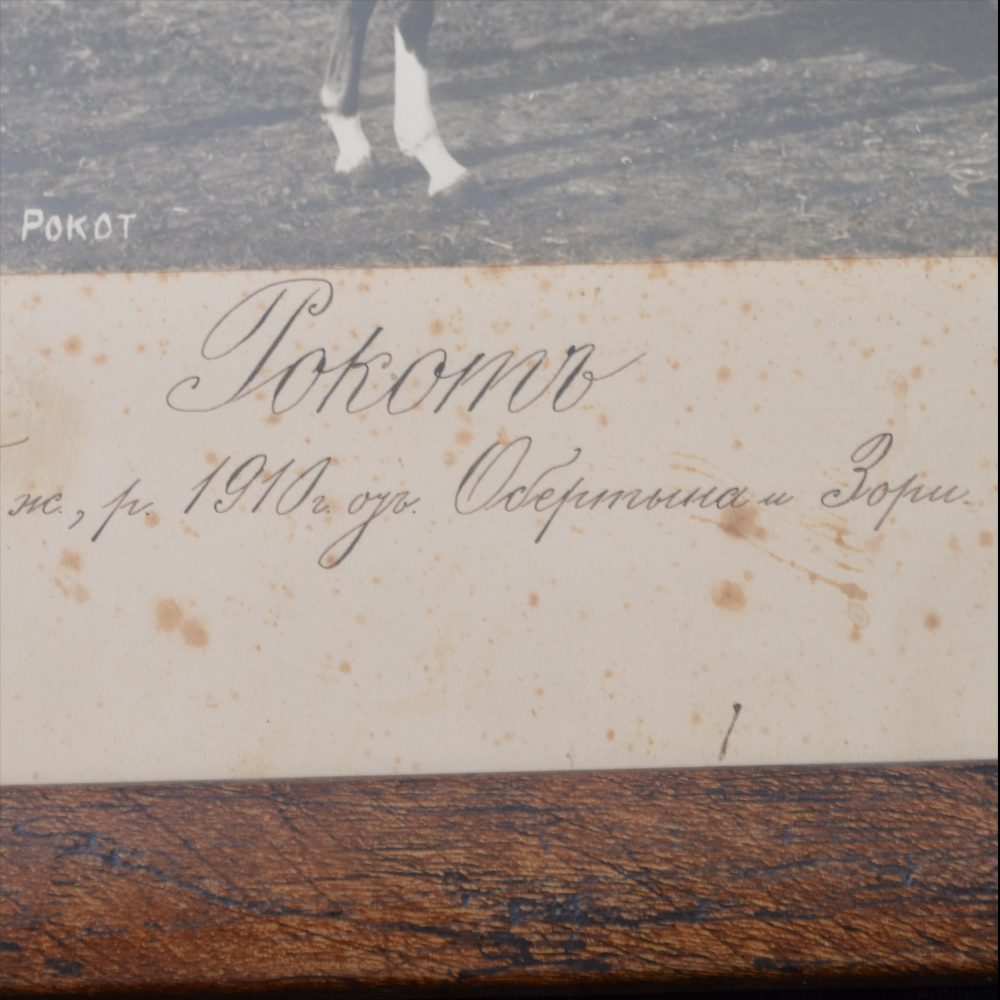 РОКОТ
Рокотъ
ж., р. 1910 г. отъ Обертына и Зори.